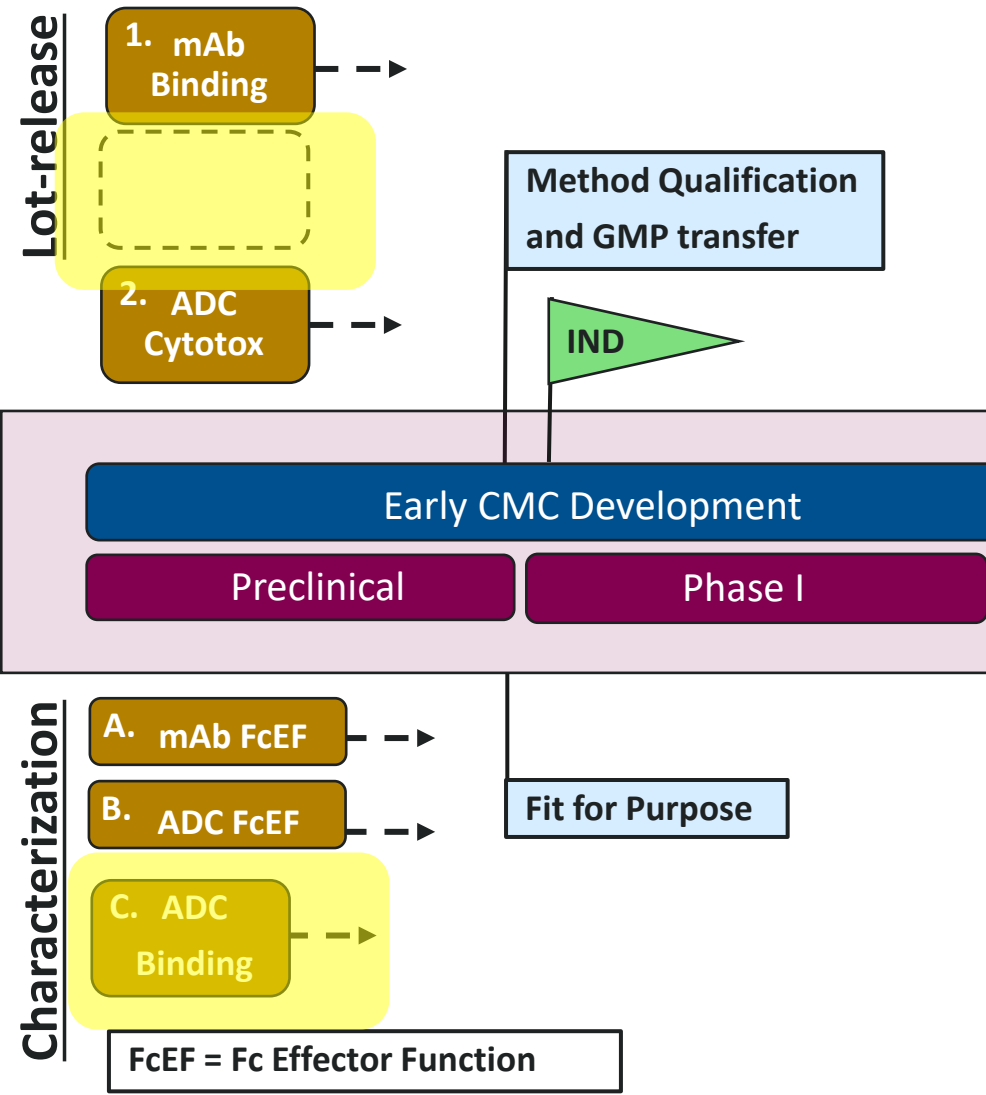 Lot-release
1. mAb
Binding
2. ADC
Cytotox
Method Qualification
and GMP transfer
IND
Early CMC Development
Preclinical
Phase I
Characterization
A. mAb FcEF
B. ADC FcEF
C. ADC
Binding
Fit for Purpose
FcEF = Fc Effector Function